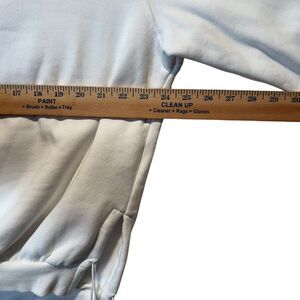 17 18 19 20 21 22 23 24 25 26 27 28 29 30
PAINT CLEAN UP
• Brush • Roller • Tray • Cleaner • Rags • Gloves